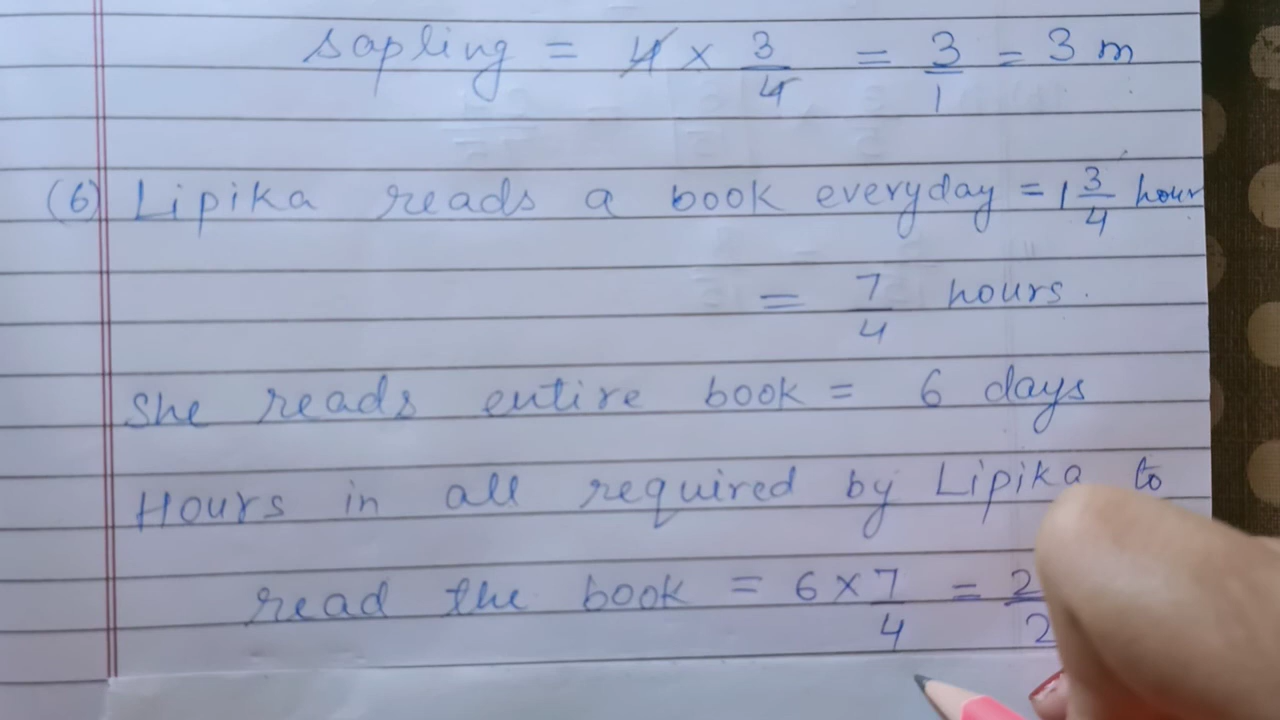 sapling = 4 × 3/4 = 3/1 = 3 m
(6) Lipika reads a book everyday = 1 3/4 hour
= 7/4 hours.
She reads entire book = 6 days
Hours in all required by Lipika to
read the book = 6 × 7/4 = 2 / 2